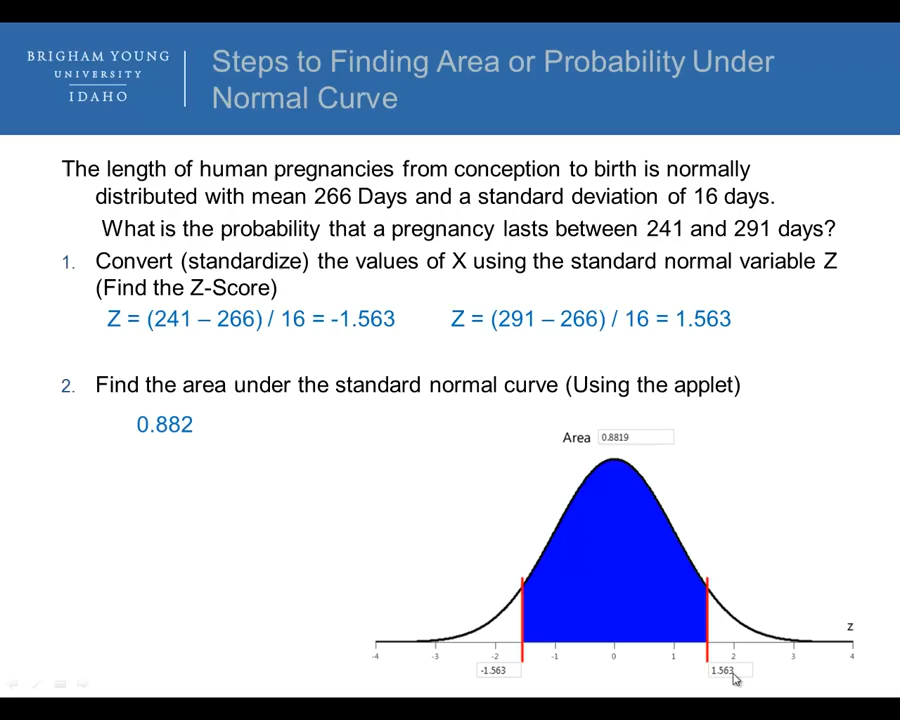 BRIGHAM YOUNG
UNIVERSITY
IDAHO
Steps to Finding Area or Probability Under
Normal Curve
The length of human pregnancies from conception to birth is normally
distributed with mean 266 Days and a standard deviation of 16 days.
What is the probability that a pregnancy lasts between 241 and 291 days?
1. Convert (standardize) the values of X using the standard normal variable Z
(Find the Z-Score)
Z = (241 – 266) / 16 = -1.563 Z = (291 – 266) / 16 = 1.563
2. Find the area under the standard normal curve (Using the applet)
0.882
Area 0.8819
z
-4 -3 -2 -1 0 1 2 3 4
-1.563 1.563